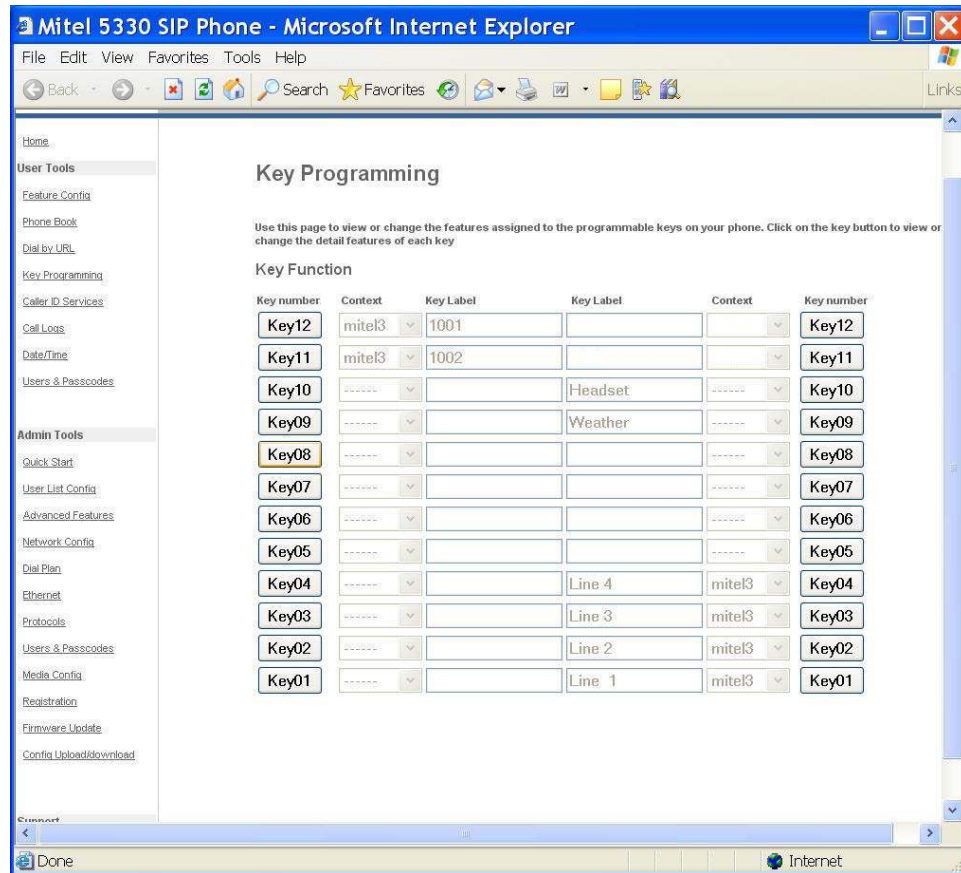 Mitel 5330 SIP Phone - Microsoft Internet Explorer
File Edit View Favorites Tools Help
Back Search Favorites Links
Home
User Tools
Feature Config
Phone Book
Dial by URL
Key Programming
Caller ID Services
Call Logs
Date/Time
Users & Passcodes
Admin Tools
Quick Start
User List Config
Advanced Features
Network Config
Dial Plan
Ethernet
Protocols
Users & Passcodes
Media Config
Registration
Firmware Update
Config Upload/download
Support
Key Programming
Use this page to view or change the features assigned to the programmable keys on your phone. Click on the key button to view or
change the detail features of each key
Key Function
Key number Context Key Label Key Label Context Key number
Key12 mitel3 1001 Key12
Key11 mitel3 1002 Key11
Key10 ------ Headset ------ Key10
Key09 ------ Weather ------ Key09
Key08 ------ ------ Key08
Key07 ------ ------ Key07
Key06 ------ ------ Key06
Key05 ------ ------ Key05
Key04 ------ Line 4 mitel3 Key04
Key03 ------ Line 3 mitel3 Key03
Key02 ------ Line 2 mitel3 Key02
Key01 ------ Line 1 mitel3 Key01
Done Internet